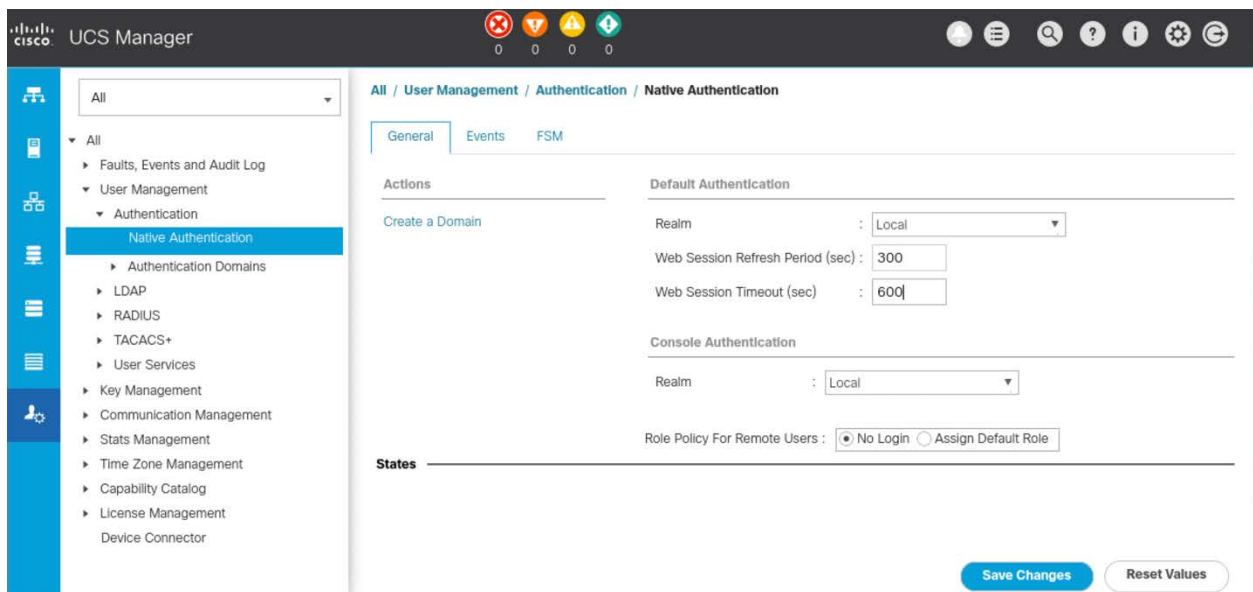 cisco. UCS Manager
0 0 0 0
All
All
Faults, Events and Audit Log
User Management
Authentication
Native Authentication
Authentication Domains
LDAP
RADIUS
TACACS+
User Services
Key Management
Communication Management
Stats Management
Time Zone Management
Capability Catalog
License Management
Device Connector
All / User Management / Authentication / Native Authentication
General Events FSM
Actions
Create a Domain
Default Authentication
Realm : Local
Web Session Refresh Period (sec) : 300
Web Session Timeout (sec) : 600
Console Authentication
Realm : Local
Role Policy For Remote Users : No Login Assign Default Role
States
Save Changes Reset Values